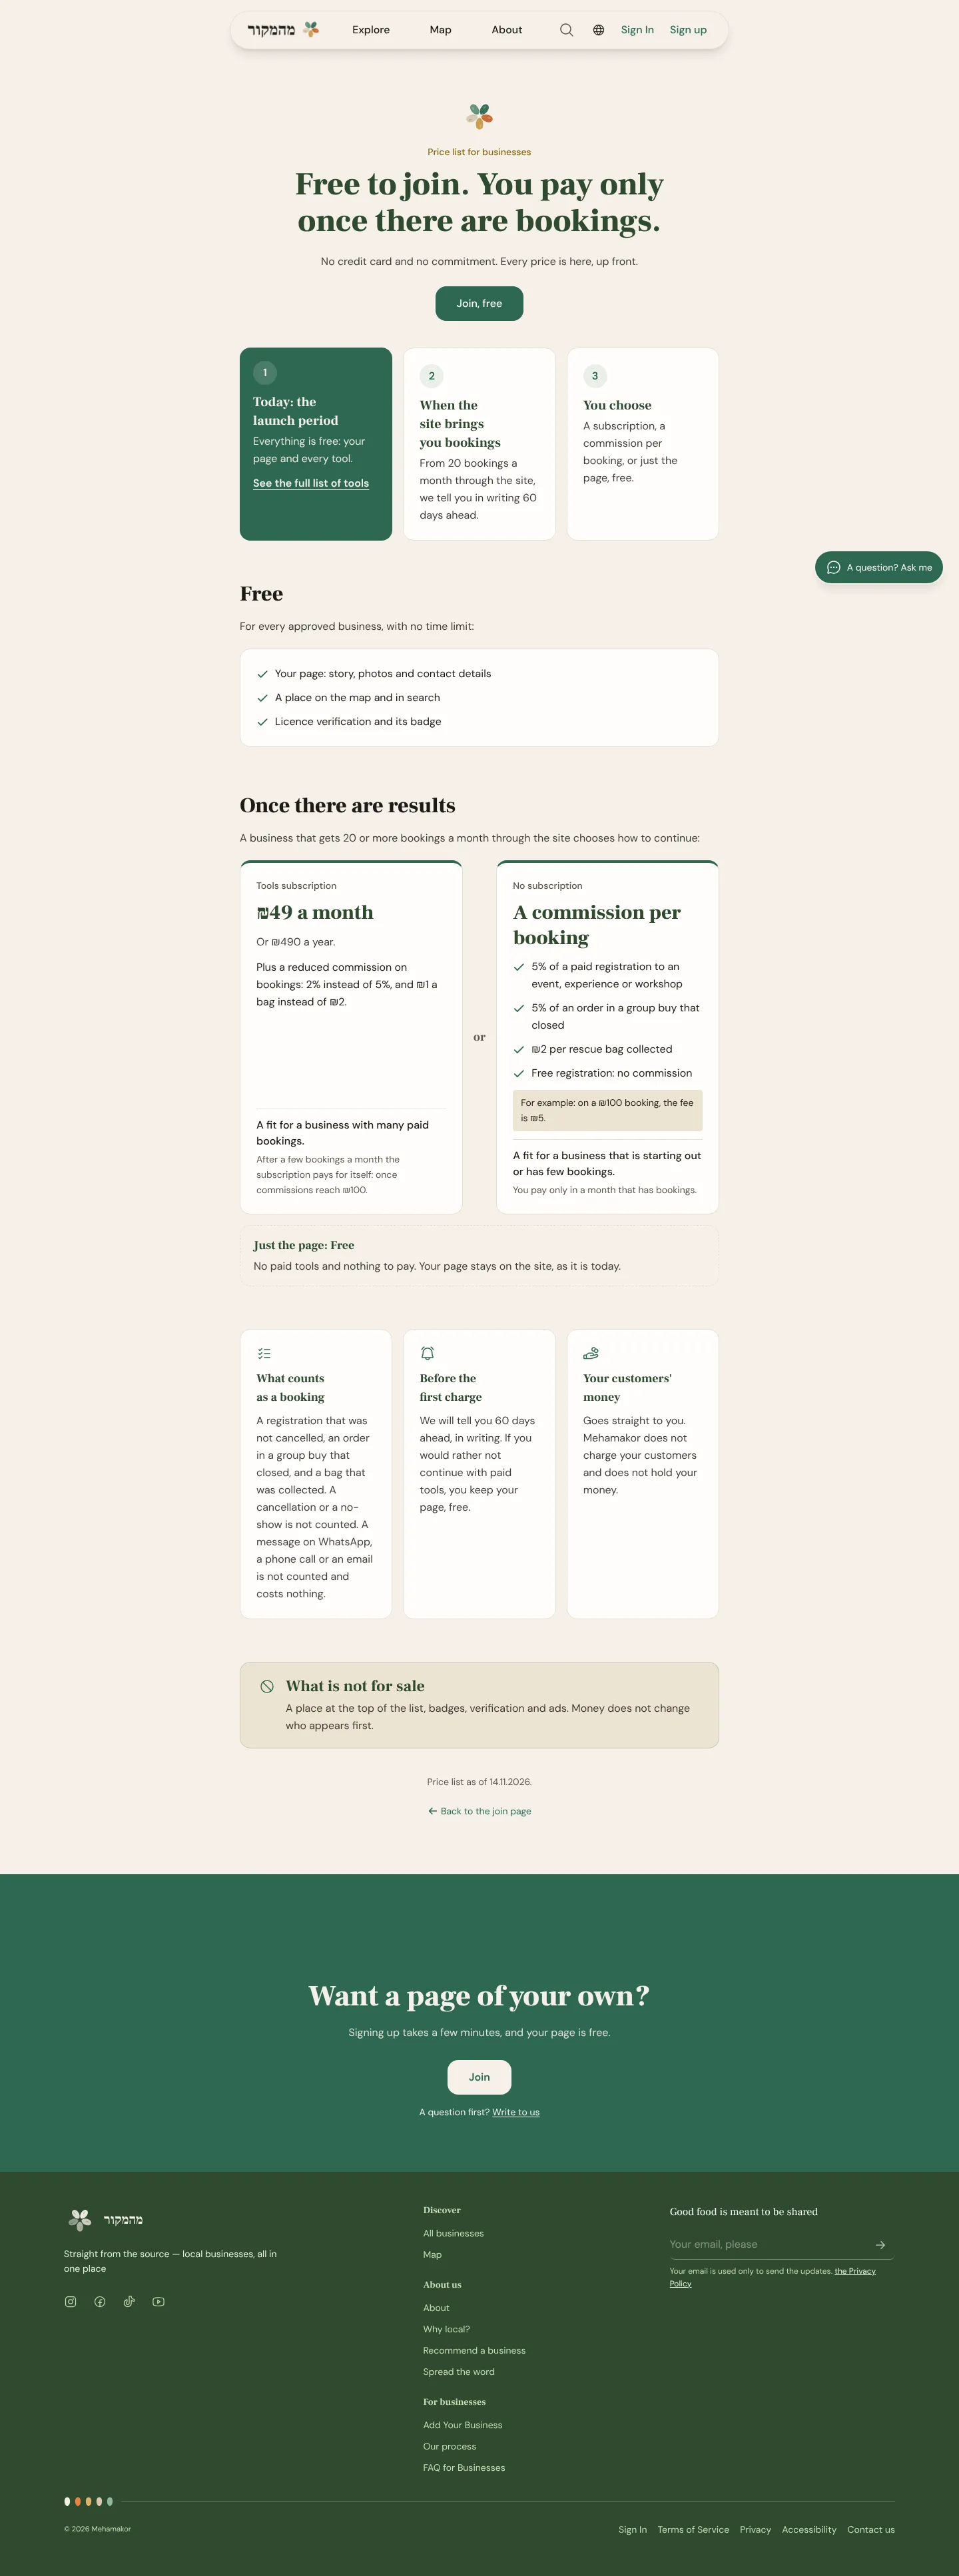 מהמקור
Explore
Map
About
Sign In
Sign up
Price list for businesses
Free to join. You pay only
once there are bookings.
No credit card and no commitment. Every price is here, up front.
Join, free
1
Today: the
launch period
Everything is free: your
page and every tool.
See the full list of tools
2
When the
site brings
you bookings
From 20 bookings a
month through the site,
we tell you in writing 60
days ahead.
3
You choose
A subscription, a
commission per
booking, or just the
page, free.
A question? Ask me
Free
For every approved business, with no time limit:
Your page: story, photos and contact details
A place on the map and in search
Licence verification and its badge
Once there are results
A business that gets 20 or more bookings a month through the site chooses how to continue:
Tools subscription
₪49 a month
Or ₪490 a year.
Plus a reduced commission on
bookings: 2% instead of 5%, and ₪1 a
bag instead of ₪2.
A fit for a business with many paid
bookings.
After a few bookings a month the
subscription pays for itself: once
commissions reach ₪100.
or
No subscription
A commission per
booking
5% of a paid registration to an
event, experience or workshop
5% of an order in a group buy that
closed
₪2 per rescue bag collected
Free registration: no commission
For example: on a ₪100 booking, the fee
is ₪5.
A fit for a business that is starting out
or has few bookings.
You pay only in a month that has bookings.
Just the page: Free
No paid tools and nothing to pay. Your page stays on the site, as it is today.
What counts
as a booking
A registration that was
not cancelled, an order
in a group buy that
closed, and a bag that
was collected. A
cancellation or a no-
show is not counted. A
message on WhatsApp,
a phone call or an email
is not counted and
costs nothing.
Before the
first charge
We will tell you 60 days
ahead, in writing. If you
would rather not
continue with paid
tools, you keep your
page, free.
Your customers'
money
Goes straight to you.
Mehamakor does not
charge your customers
and does not hold your
money.
What is not for sale
A place at the top of the list, badges, verification and ads. Money does not change
who appears first.
Price list as of 14.11.2026.
← Back to the join page
Want a page of your own?
Signing up takes a few minutes, and your page is free.
Join
A question first? Write to us
מהמקור
Straight from the source — local businesses, all in
one place
Discover
All businesses
Map
About us
About
Why local?
Recommend a business
Spread the word
For businesses
Add Your Business
Our process
FAQ for Businesses
Good food is meant to be shared
Your email, please
Your email is used only to send the updates. the Privacy
Policy
© 2026 Mehamakor
Sign In
Terms of Service
Privacy
Accessibility
Contact us